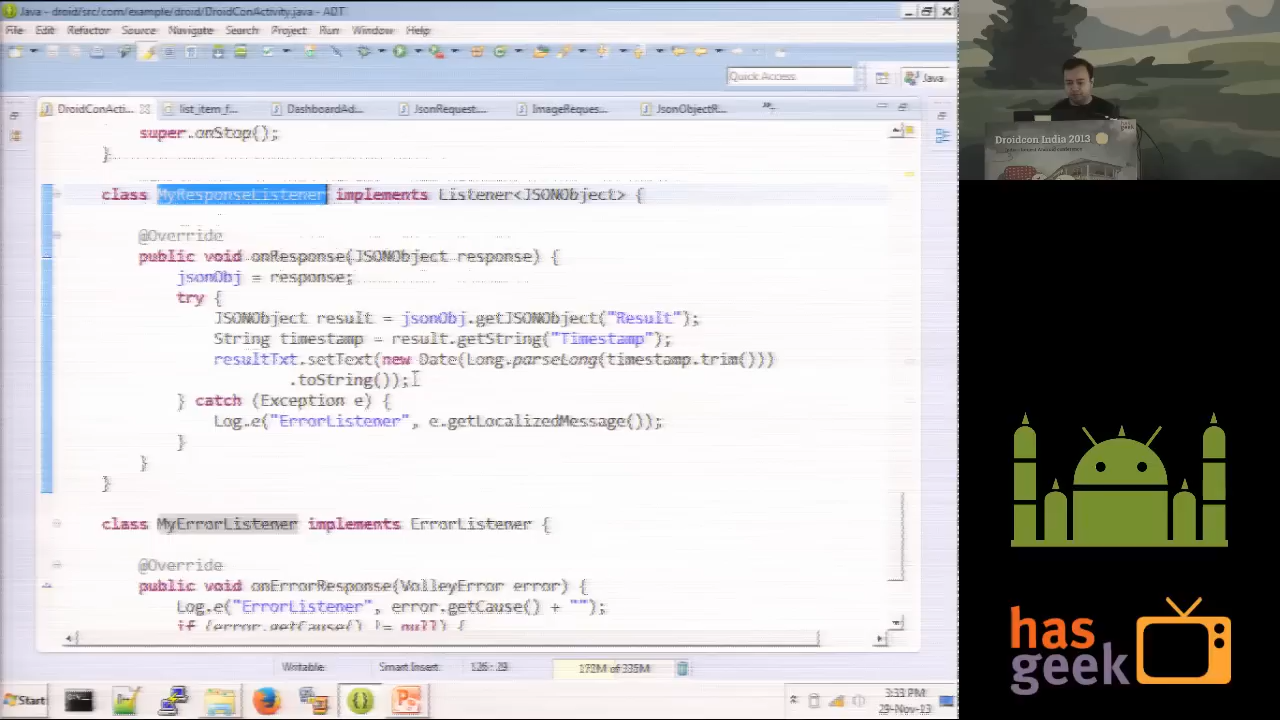 Java - droid/src/com/example/droid/DroidConActivity.java - ADT
File Edit Refactor Source Navigate Search Project Run Window Help
Quick Access
Java
DroidConActi... list_item_f... DashboardAd... JsonRequest... ImageReques... JsonObjectR...
super.onStop();
}
class MyResponseListener implements Listener<JSONObject> {
@Override
public void onResponse(JSONObject response) {
jsonObj = response;
try {
JSONObject result = jsonObj.getJSONObject("Result");
String timestamp = result.getString("Timestamp");
resultTxt.setText(new Date(Long.parseLong(timestamp.trim()))
.toString());
} catch (Exception e) {
Log.e("ErrorListener", e.getLocalizedMessage());
}
}
}
class MyErrorListener implements ErrorListener {
@Override
public void onErrorResponse(VolleyError error) {
Log.e("ErrorListener", error.getCause() + "");
if (error.getCause() != null) {
Writable Smart Insert 126 : 29 172M of 335M
Start
3:33 PM
29-Nov-13
Droidcon India 2013
has
geek
has
geek